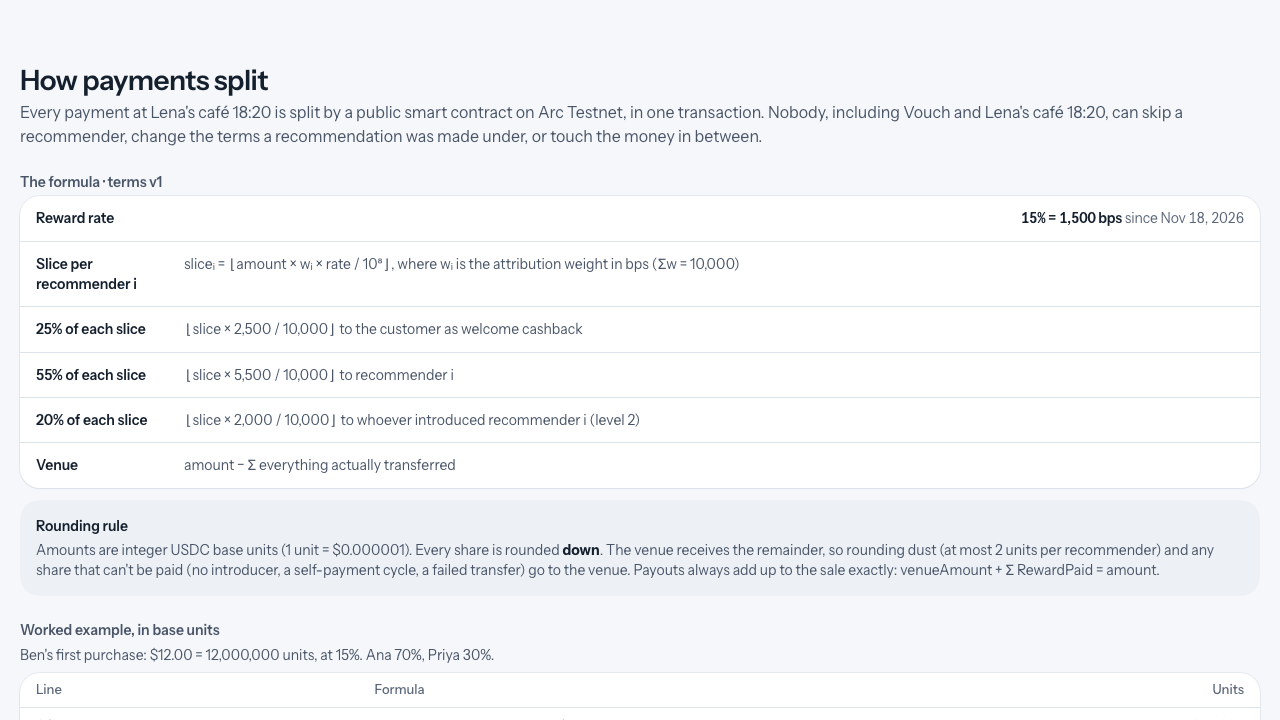 How payments split
Every payment at Lena's café 18:20 is split by a public smart contract on Arc Testnet, in one transaction. Nobody, including Vouch and Lena's café 18:20, can skip a
recommender, change the terms a recommendation was made under, or touch the money in between.
The formula · terms v1
Reward rate 15% = 1,500 bps since Nov 18, 2026
Slice per
recommender i
sliceᵢ = ⌊amount × wᵢ × rate / 10⁸⌋, where wᵢ is the attribution weight in bps (Σw = 10,000)
25% of each slice ⌊slice × 2,500 / 10,000⌋ to the customer as welcome cashback
55% of each slice ⌊slice × 5,500 / 10,000⌋ to recommender i
20% of each slice ⌊slice × 2,000 / 10,000⌋ to whoever introduced recommender i (level 2)
Venue amount − Σ everything actually transferred
Rounding rule
Amounts are integer USDC base units (1 unit = $0.000001). Every share is rounded down. The venue receives the remainder, so rounding dust (at most 2 units per recommender) and any
share that can't be paid (no introducer, a self-payment cycle, a failed transfer) go to the venue. Payouts always add up to the sale exactly: venueAmount + Σ RewardPaid = amount.
Worked example, in base units
Ben's first purchase: $12.00 = 12,000,000 units, at 15%. Ana 70%, Priya 30%.
Line Formula Units